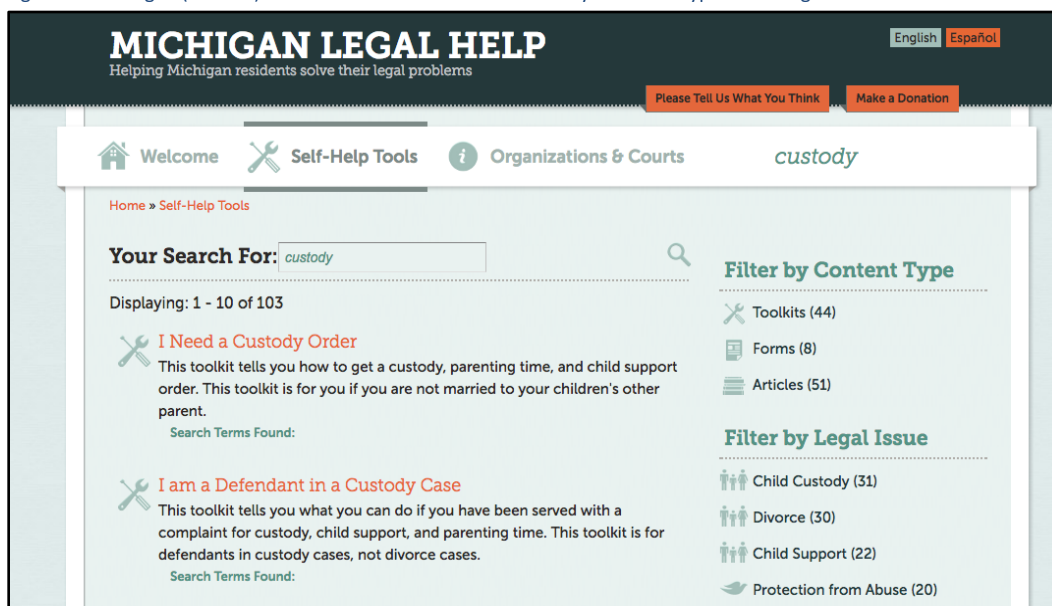 MICHIGAN LEGAL HELP
Helping Michigan residents solve their legal problems
English Español
Please Tell Us What You Think
Make a Donation
Welcome
Self-Help Tools
Organizations & Courts
custody
Home » Self-Help Tools
Your Search For: custody
Displaying: 1 - 10 of 103
I Need a Custody Order
This toolkit tells you how to get a custody, parenting time, and child support
order. This toolkit is for you if you are not married to your children's other
parent.
Search Terms Found:
I am a Defendant in a Custody Case
This toolkit tells you what you can do if you have been served with a
complaint for custody, child support, and parenting time. This toolkit is for
defendants in custody cases, not divorce cases.
Search Terms Found:
Filter by Content Type
Toolkits (44)
Forms (8)
Articles (51)
Filter by Legal Issue
Child Custody (31)
Divorce (30)
Child Support (22)
Protection from Abuse (20)